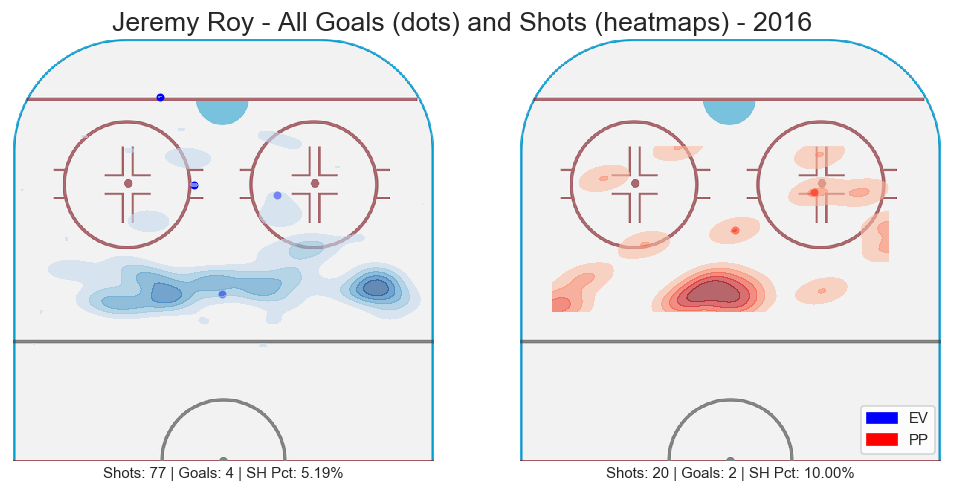 Jeremy Roy - All Goals (dots) and Shots (heatmaps) - 2016
EV
PP
Shots: 77 | Goals: 4 | SH Pct: 5.19%
Shots: 20 | Goals: 2 | SH Pct: 10.00%